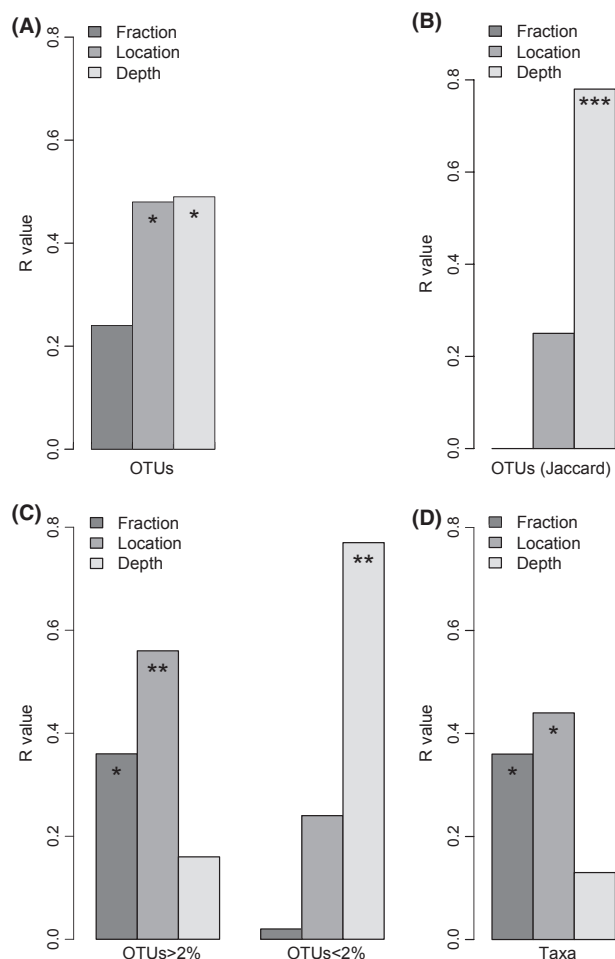 (A)
Fraction
Location
Depth
0.8
0.6
0.4
0.2
0.0
R value
*
*
OTUs
(B)
Fraction
Location
Depth
0.8
0.6
0.4
0.2
0.0
R value
***
OTUs (Jaccard)
(C)
Fraction
Location
Depth
0.8
0.6
0.4
0.2
0.0
R value
*
**
**
OTUs>2%
OTUs<2%
(D)
Fraction
Location
Depth
0.8
0.6
0.4
0.2
0.0
R value
*
*
Taxa